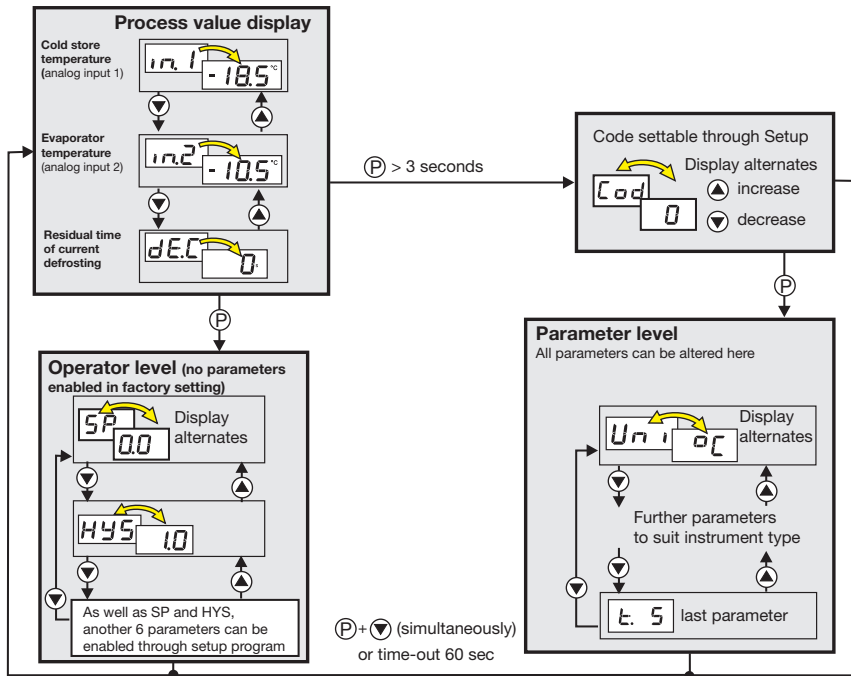 Process value display
Cold store
temperature
(analog input 1)
in.1
-18.5 °C
Evaporator
temperature
(analog input 2)
in.2
-10.5 °C
Residual time
of current
defrosting
dE.C
0
P > 3 seconds
Code settable through Setup
Display alternates
Cod
0
increase
decrease
P
P
Operator level (no parameters
enabled in factory setting)
SP
0.0
Display
alternates
HYS
1.0
As well as SP and HYS,
another 6 parameters can be
enabled through setup program
P + (simultaneously)
or time-out 60 sec
Parameter level
All parameters can be altered here
Uni
°C
Display
alternates
Further parameters
to suit instrument type
t. S
last parameter